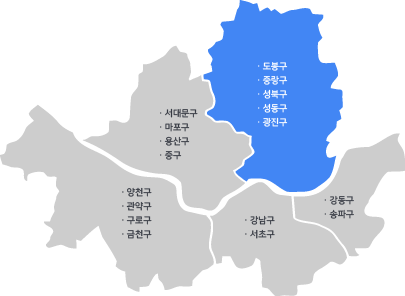 · 도봉구
· 중랑구
· 성북구
· 성동구
· 광진구
· 서대문구
· 마포구
· 용산구
· 중구
· 양천구
· 관악구
· 구로구
· 금천구
· 강남구
· 서초구
· 강동구
· 송파구